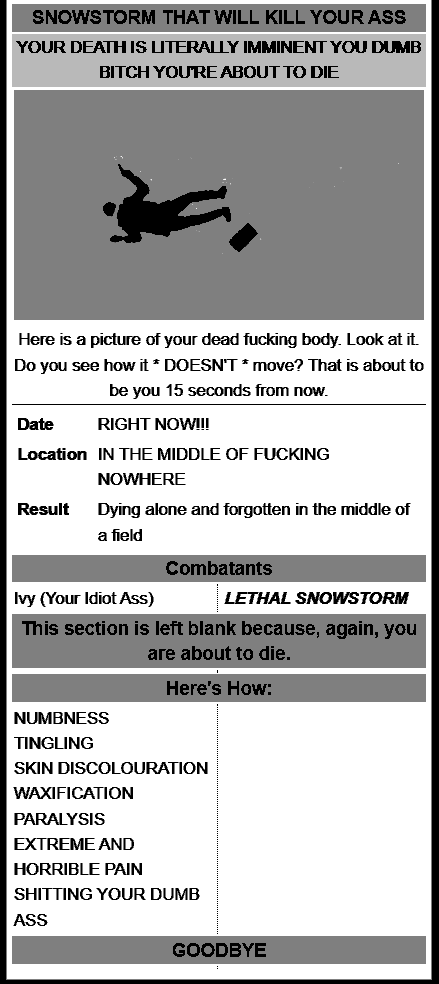 SNOWSTORM THAT WILL KILL YOUR ASS
YOUR DEATH IS LITERALLY IMMINENT YOU DUMB
BITCH YOU'RE ABOUT TO DIE
Here is a picture of your dead fucking body. Look at it.
Do you see how it * DOESN'T * move? That is about to
be you 15 seconds from now.
Date RIGHT NOW!!!
Location IN THE MIDDLE OF FUCKING
NOWHERE
Result Dying alone and forgotten in the middle of
a field
Combatants
Ivy (Your Idiot Ass) LETHAL SNOWSTORM
This section is left blank because, again, you
are about to die.
Here's How:
NUMBNESS
TINGLING
SKIN DISCOLOURATION
WAXIFICATION
PARALYSIS
EXTREME AND
HORRIBLE PAIN
SHITTING YOUR DUMB
ASS
GOODBYE